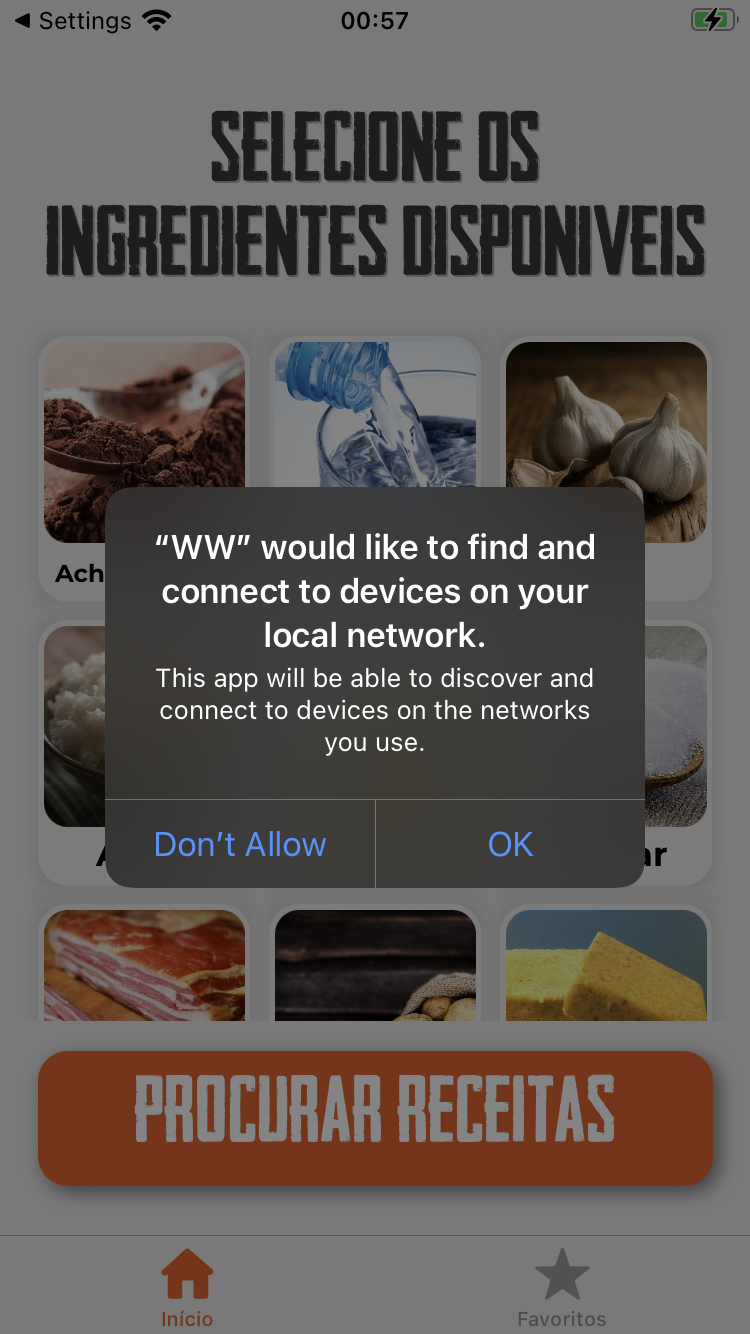 Settings
00:57
SELECIONE OS
INGREDIENTES DISPONIVEIS
“WW” would like to find and
connect to devices on your
local network.
This app will be able to discover and
connect to devices on the networks
you use.
Don’t Allow
OK
PROCURAR RECEITAS
Início
Favoritos